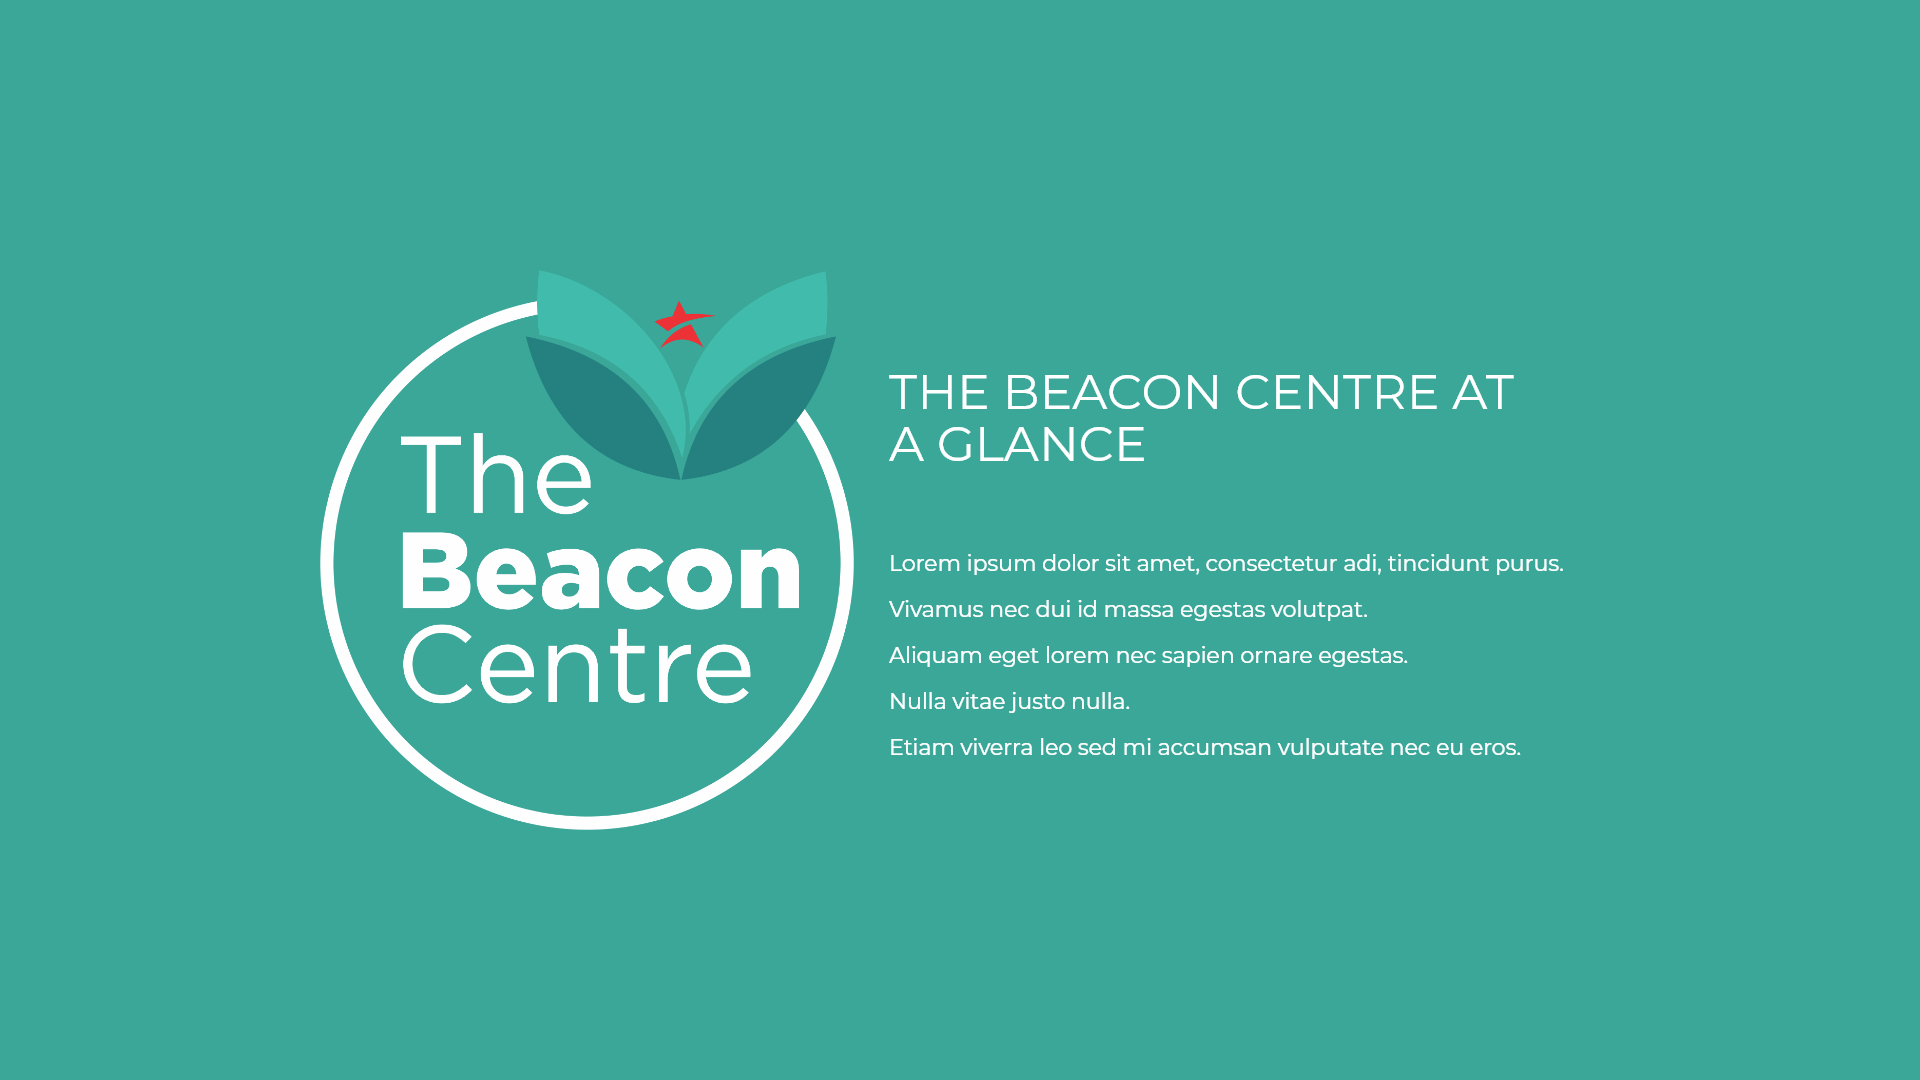 The
Beacon
Centre
THE BEACON CENTRE AT
A GLANCE
Lorem ipsum dolor sit amet, consectetur adi, tincidunt purus.
Vivamus nec dui id massa egestas volutpat.
Aliquam eget lorem nec sapien ornare egestas.
Nulla vitae justo nulla.
Etiam viverra leo sed mi accumsan vulputate nec eu eros.